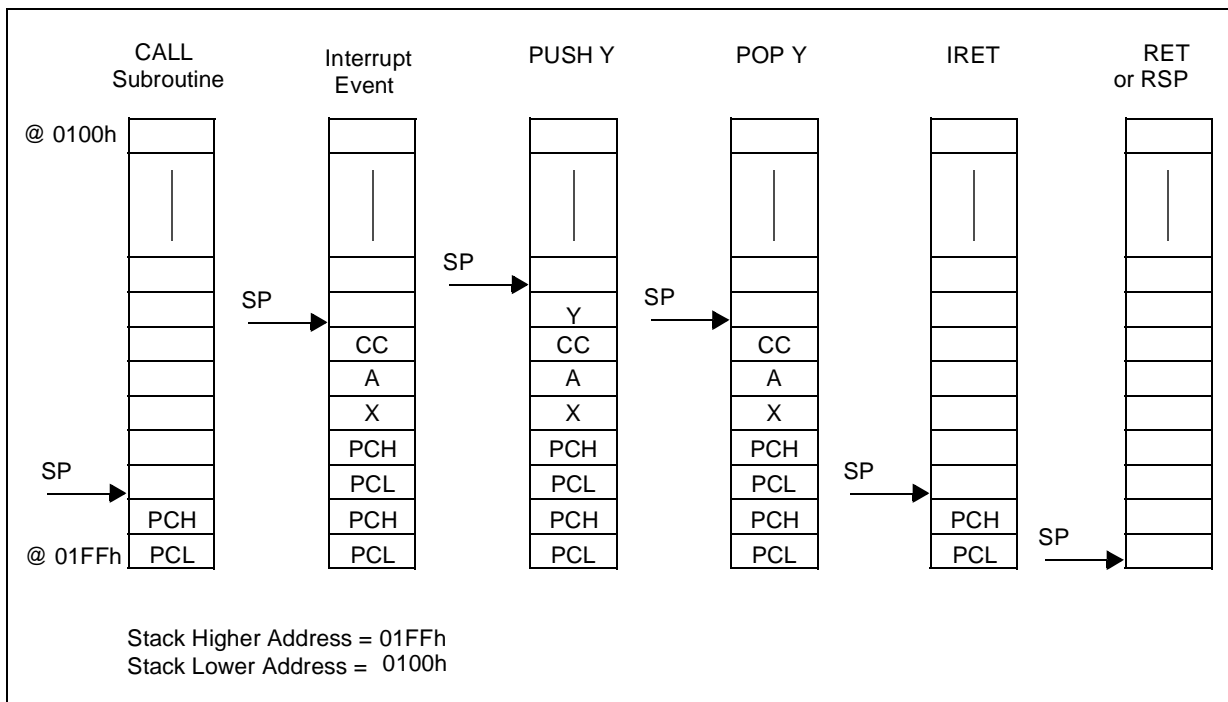 CALL
Subroutine
Interrupt
Event
PUSH Y
POP Y
IRET
RET
or RSP
@ 0100h
SP
SP
SP
Y
CC
CC
CC
A
A
A
X
X
X
PCH
PCH
PCH
SP
SP
PCL
PCL
PCL
PCH
PCH
PCH
PCH
PCH
SP
@ 01FFh
PCL
PCL
PCL
PCL
PCL
Stack Higher Address = 01FFh
Stack Lower Address = 0100h